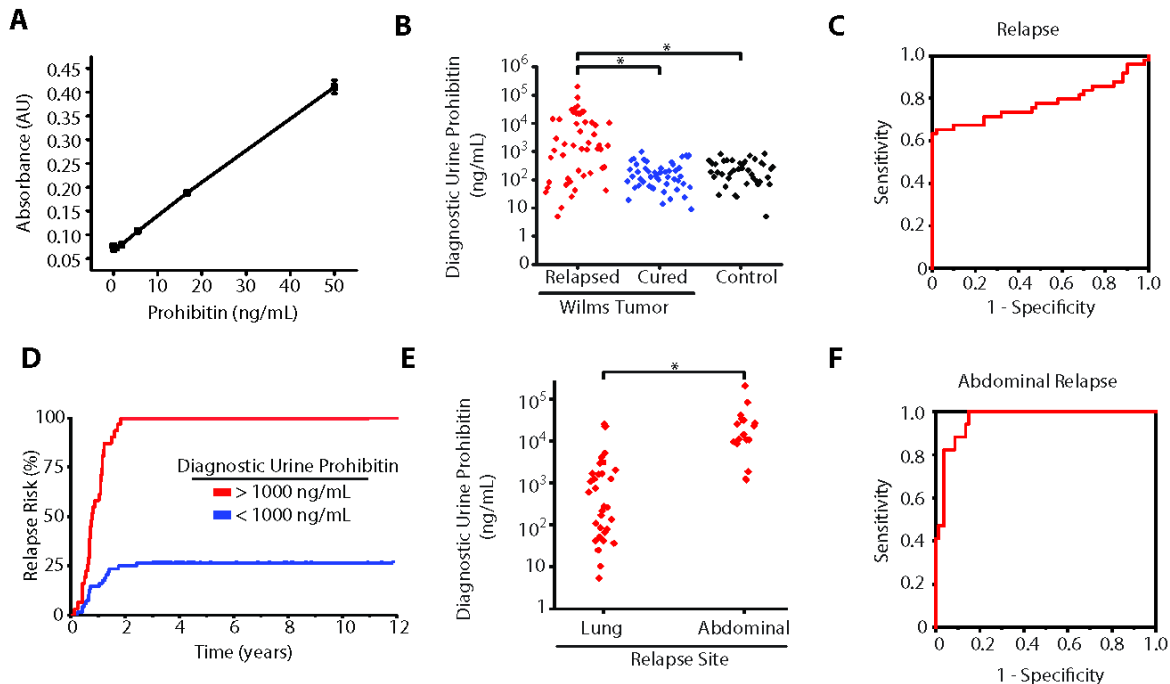 A
Absorbance (AU)
0.45
0.40
0.35
0.30
0.25
0.20
0.15
0.10
0.05
0 10 20 30 40 50
Prohibitin (ng/mL)
B
Diagnostic Urine Prohibitin
(ng/mL)
10⁶
10⁵
10⁴
10³
10²
10
1
0
*
*
Relapsed Cured Control
Wilms Tumor
C
Relapse
Sensitivity
1.0
0.8
0.6
0.4
0.2
0
0 0.2 0.4 0.6 0.8 1.0
1 - Specificity
D
Relapse Risk (%)
100
75
50
25
0
Diagnostic Urine Prohibitin
> 1000 ng/mL
< 1000 ng/mL
0 2 4 6 8 10 12
Time (years)
E
Diagnostic Urine Prohibitin
(ng/mL)
10⁵
10⁴
10³
10²
10
1
*
Lung Abdominal
Relapse Site
F
Abdominal Relapse
Sensitivity
1.0
0.8
0.6
0.4
0.2
0
0 0.2 0.4 0.6 0.8 1.0
1 - Specificity